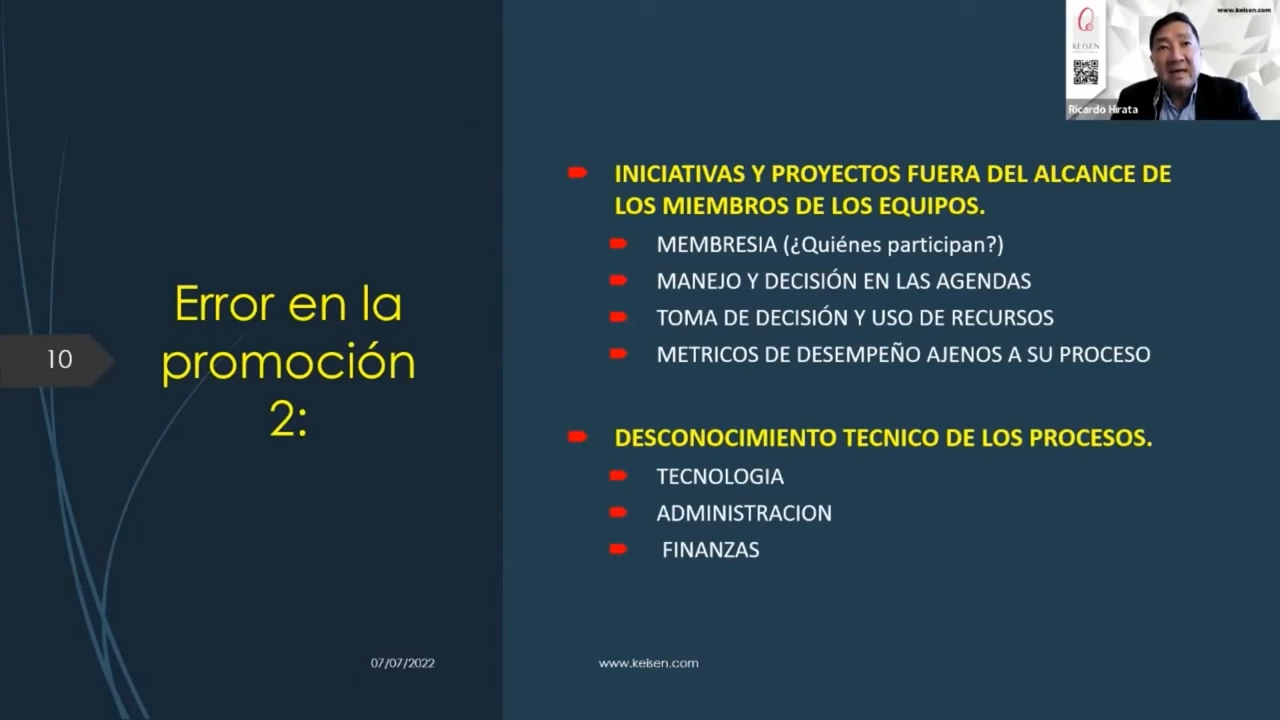 www.keisen.com
KEISEN
Ricardo Hirata
Error en la
promoción
2:
10
INICIATIVAS Y PROYECTOS FUERA DEL ALCANCE DE
LOS MIEMBROS DE LOS EQUIPOS.
MEMBRESIA (¿Quiénes participan?)
MANEJO Y DECISIÓN EN LAS AGENDAS
TOMA DE DECISIÓN Y USO DE RECURSOS
METRICOS DE DESEMPEÑO AJENOS A SU PROCESO
DESCONOCIMIENTO TECNICO DE LOS PROCESOS.
TECNOLOGIA
ADMINISTRACION
FINANZAS
07/07/2022
www.keisen.com